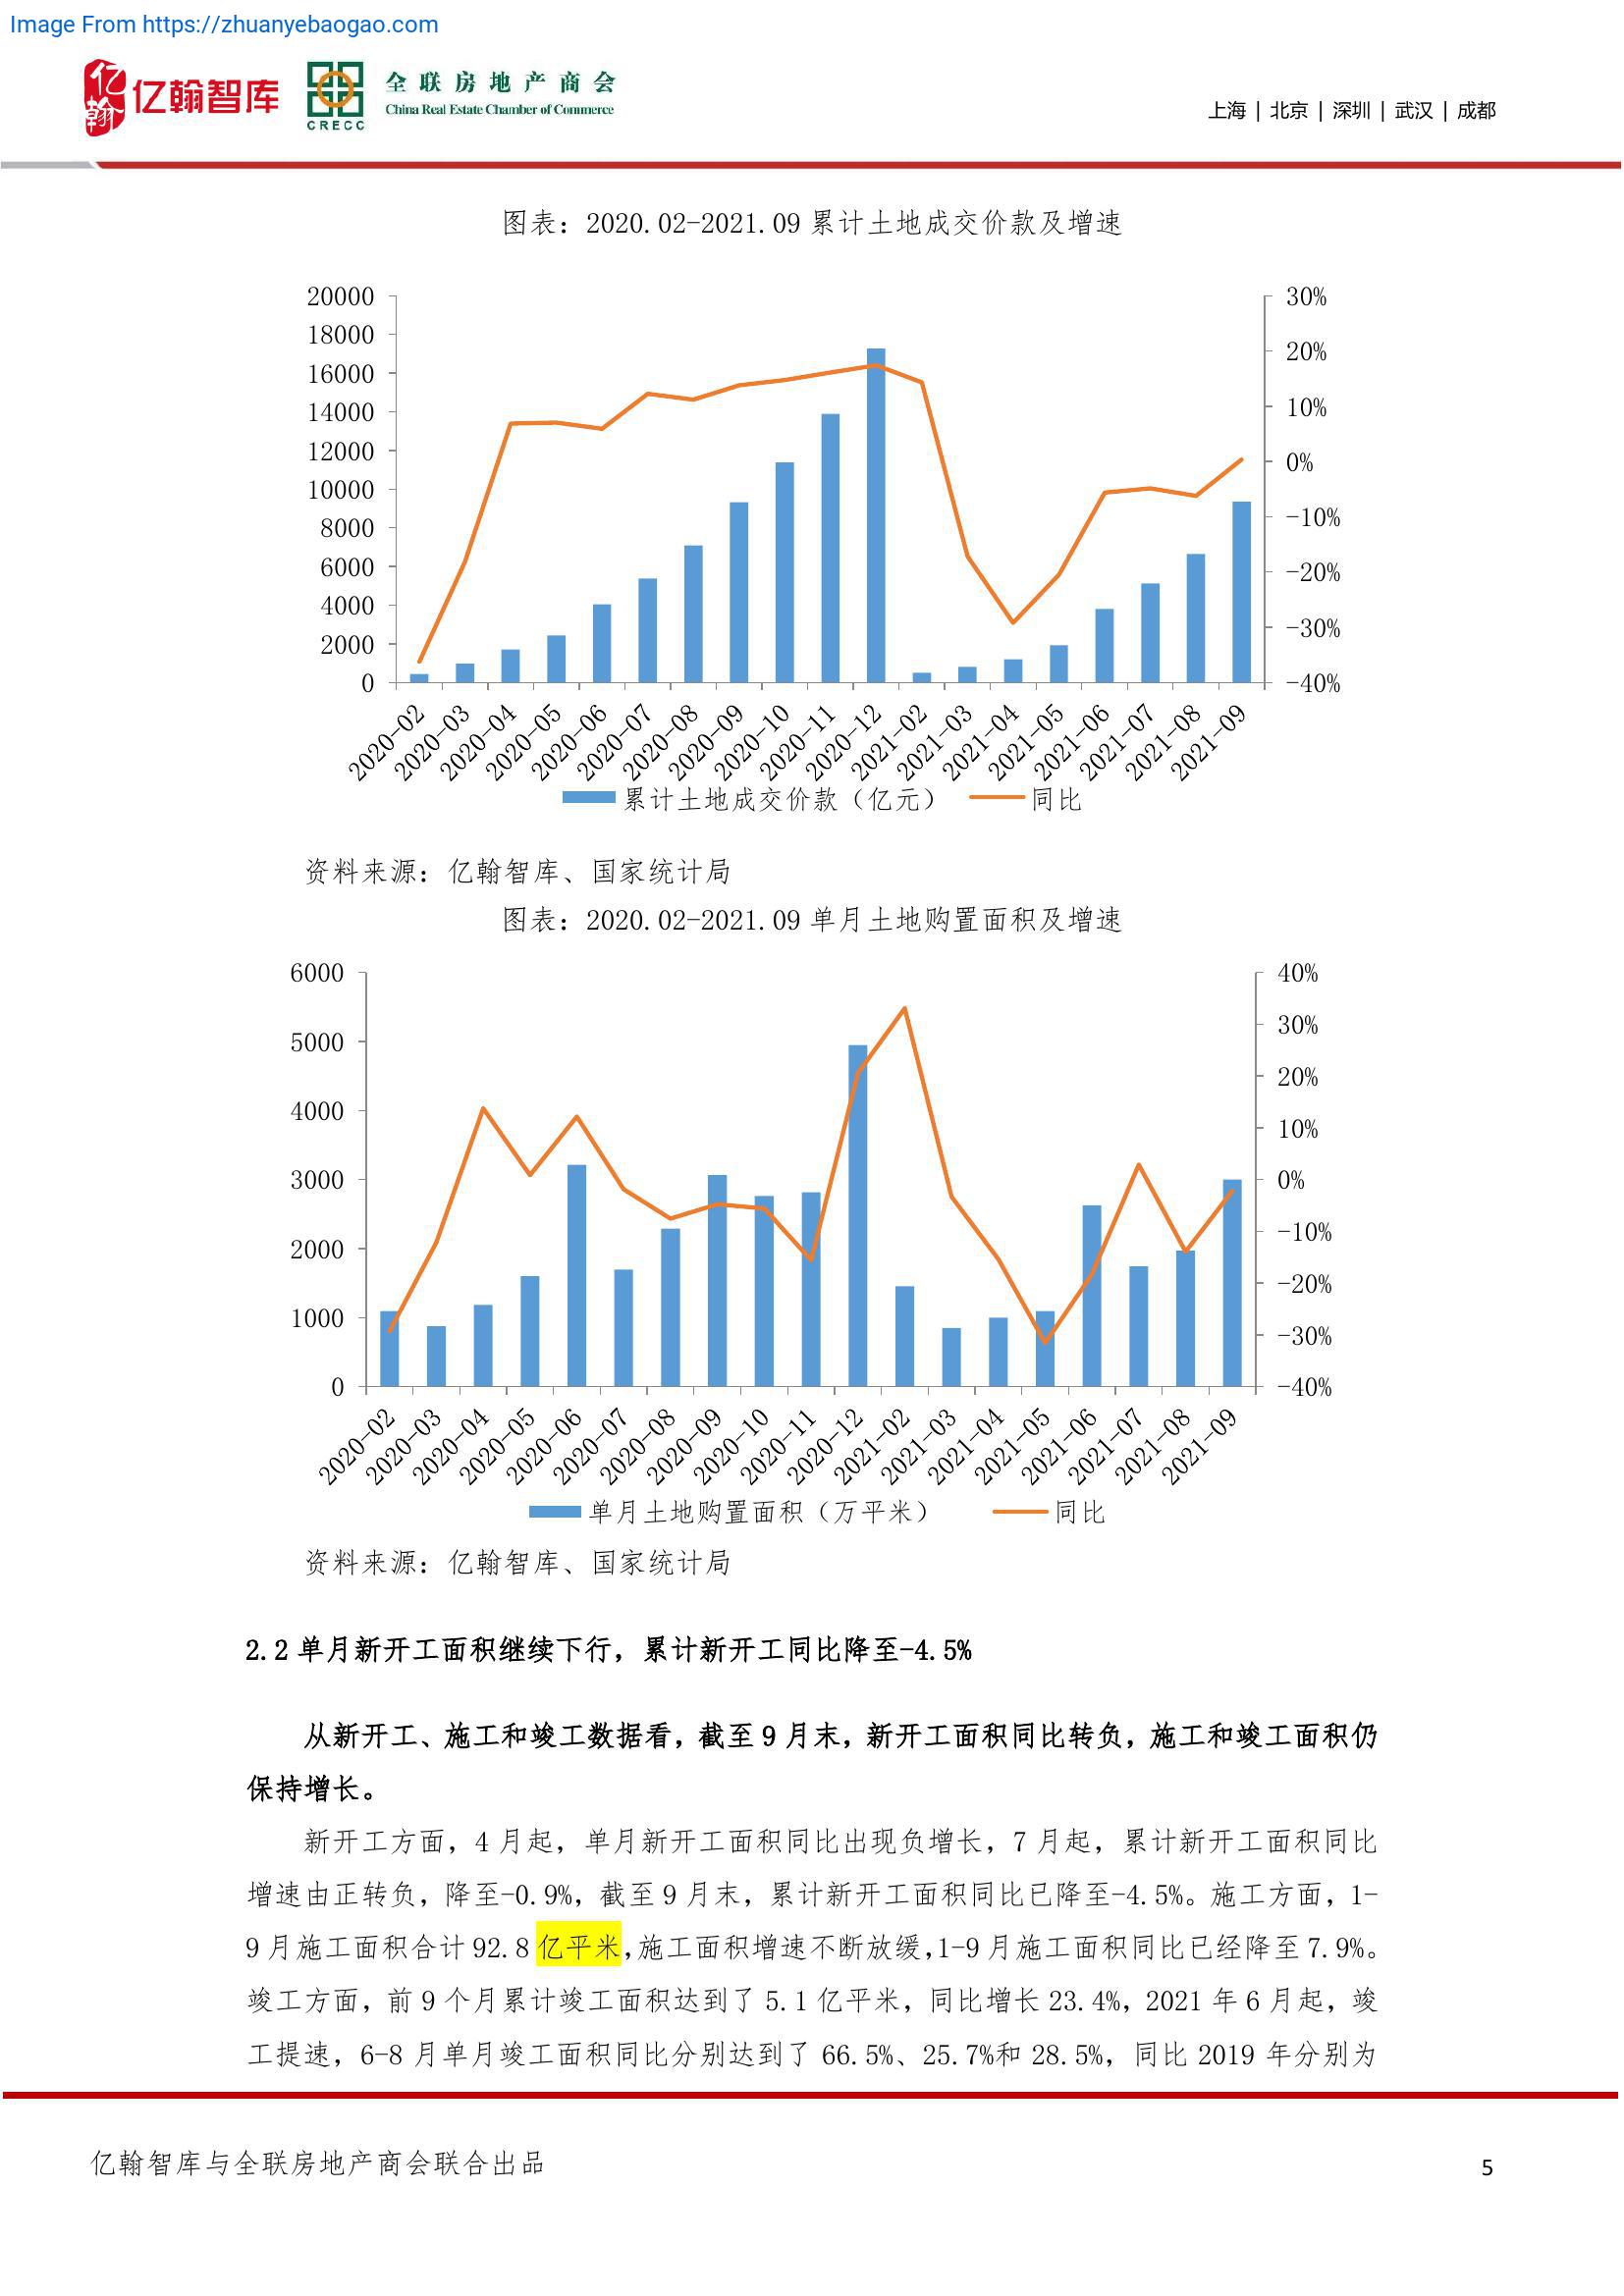 Image From https://zhuanyebaogao.com
亿翰 亿翰智库 CRECC 全联房地产商会
China Real Estate Chamber of Commerce
上海 | 北京 | 深圳 | 武汉 | 成都
图表：2020.02-2021.09 累计土地成交价款及增速
20000
18000
16000
14000
12000
10000
8000
6000
4000
2000
0
30%
20%
10%
0%
-10%
-20%
-30%
-40%
2020-02 2020-03 2020-04 2020-05 2020-06 2020-07 2020-08 2020-09 2020-10 2020-11 2020-12 2021-02 2021-03 2021-04 2021-05 2021-06 2021-07 2021-08 2021-09
累计土地成交价款（亿元） 同比
资料来源：亿翰智库、国家统计局
图表：2020.02-2021.09 单月土地购置面积及增速
6000
5000
4000
3000
2000
1000
0
40%
30%
20%
10%
0%
-10%
-20%
-30%
-40%
2020-02 2020-03 2020-04 2020-05 2020-06 2020-07 2020-08 2020-09 2020-10 2020-11 2020-12 2021-02 2021-03 2021-04 2021-05 2021-06 2021-07 2021-08 2021-09
单月土地购置面积（万平米） 同比
资料来源：亿翰智库、国家统计局
2.2 单月新开工面积继续下行，累计新开工同比降至-4.5%
从新开工、施工和竣工数据看，截至 9 月末，新开工面积同比转负，施工和竣工面积仍
保持增长。
新开工方面，4 月起，单月新开工面积同比出现负增长，7 月起，累计新开工面积同比
增速由正转负，降至-0.9%，截至 9 月末，累计新开工面积同比已降至-4.5%。施工方面，1-
9 月施工面积合计 92.8 亿平米，施工面积增速不断放缓，1-9 月施工面积同比已经降至 7.9%。
竣工方面，前 9 个月累计竣工面积达到了 5.1 亿平米，同比增长 23.4%，2021 年 6 月起，竣
工提速，6-8 月单月竣工面积同比分别达到了 66.5%、25.7%和 28.5%，同比 2019 年分别为
亿翰智库与全联房地产商会联合出品
5